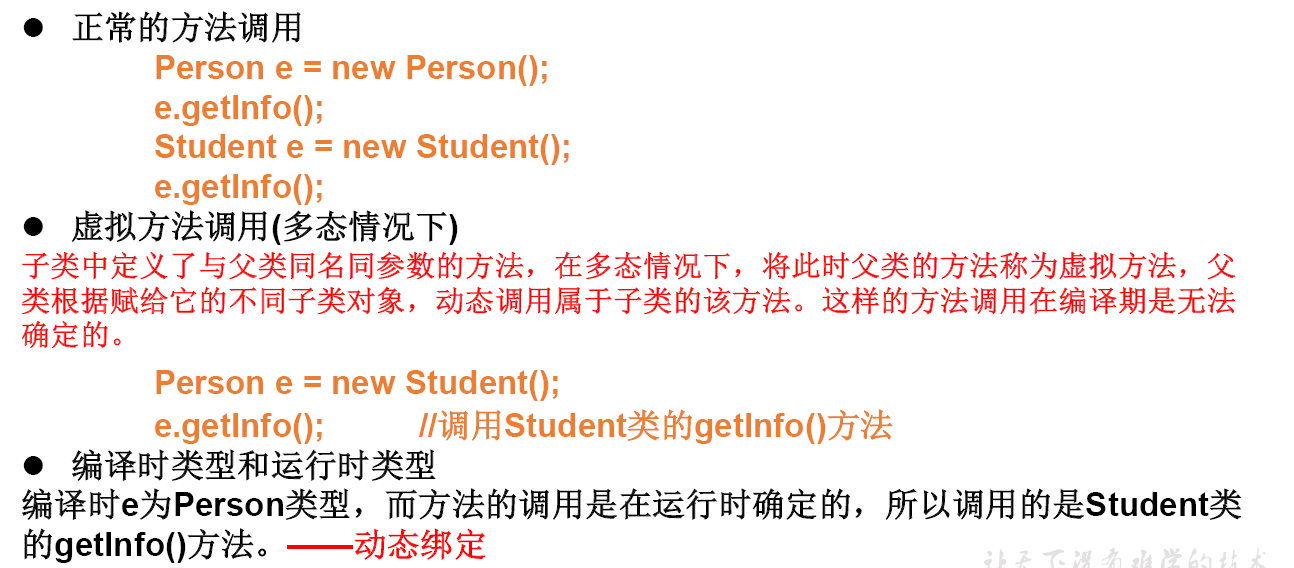 ● 正常的方法调用
Person e = new Person();
e.getInfo();
Student e = new Student();
e.getInfo();
● 虚拟方法调用(多态情况下)
子类中定义了与父类同名同参数的方法，在多态情况下，将此时父类的方法称为虚拟方法，父
类根据赋给它的不同子类对象，动态调用属于子类的该方法。这样的方法调用在编译期是无法
确定的。
Person e = new Student();
e.getInfo(); //调用Student类的getInfo()方法
● 编译时类型和运行时类型
编译时e为Person类型，而方法的调用是在运行时确定的，所以调用的是Student类
的getInfo()方法。——动态绑定
让天下没有难学的技术